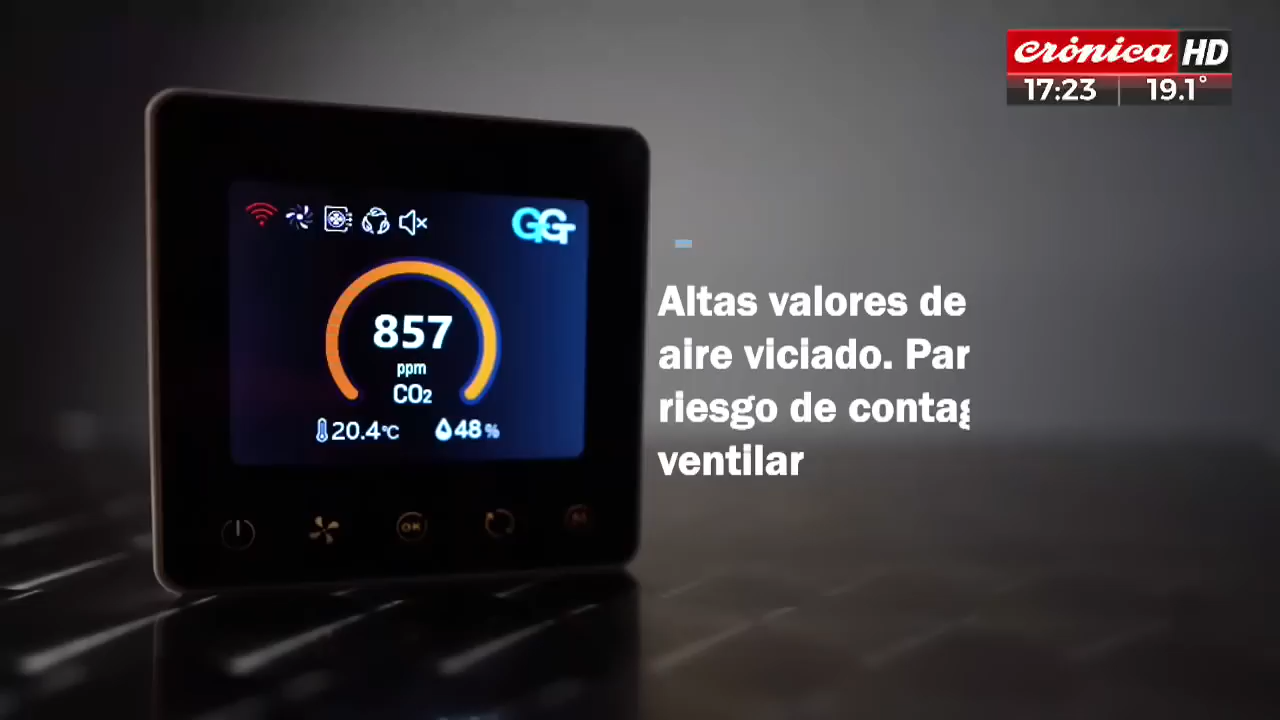 crónica HD
17:23 19.1°
GG
857
ppm
CO₂
20.4°C 48%
Altas valores de
aire viciado. Par
riesgo de contag
ventilar
OK